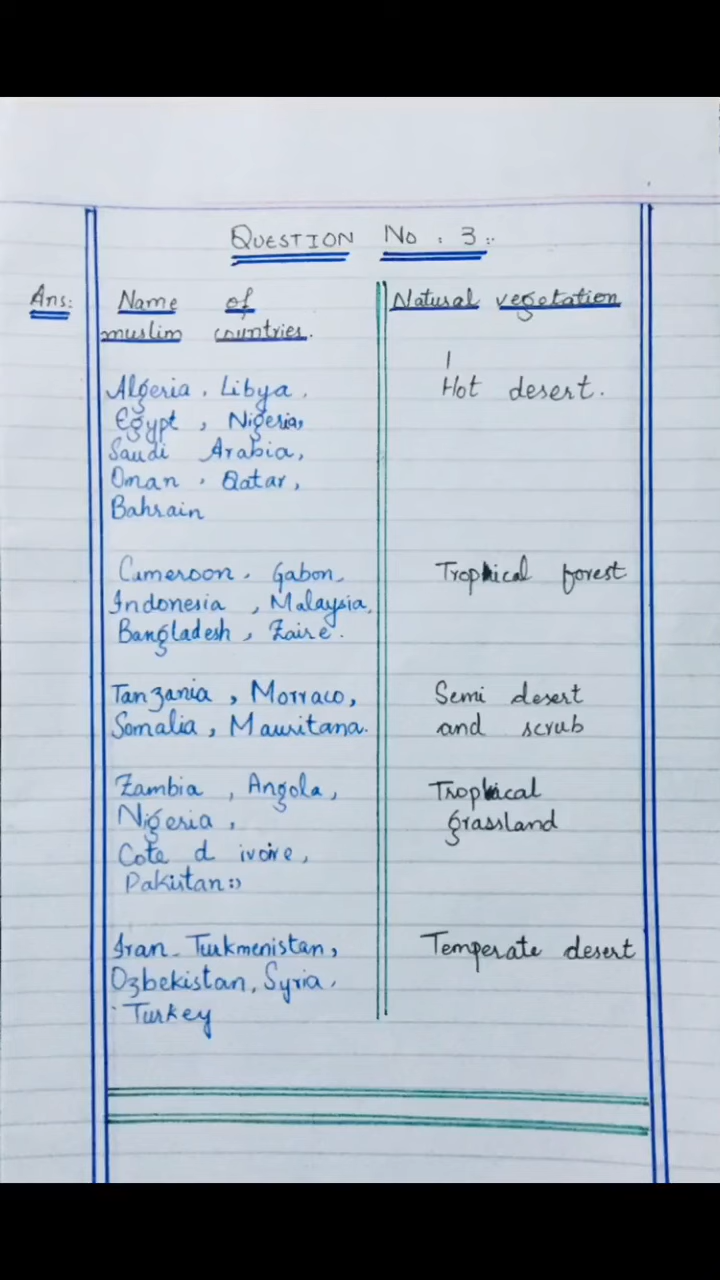 QUESTION No. 3:.
Ans:
Name of
muslim countries.
Natural vegetation
Algeria, Libya,
Egypt, Nigeria,
Saudi Arabia,
Oman, Qatar,
Bahrain
Hot desert.
Cameroon, Gabon,
Indonesia, Malaysia,
Bangladesh, Zaire.
Tropical forest
Tanzania, Morraco,
Somalia, Mauritana.
Semi desert
and scrub
Zambia, Angola,
Nigeria,
Cote d ivoire,
Pakistan:)
Tropical
grassland
Iran, Turkmenistan,
Ozbekistan, Syria,
Turkey
Temperate desert